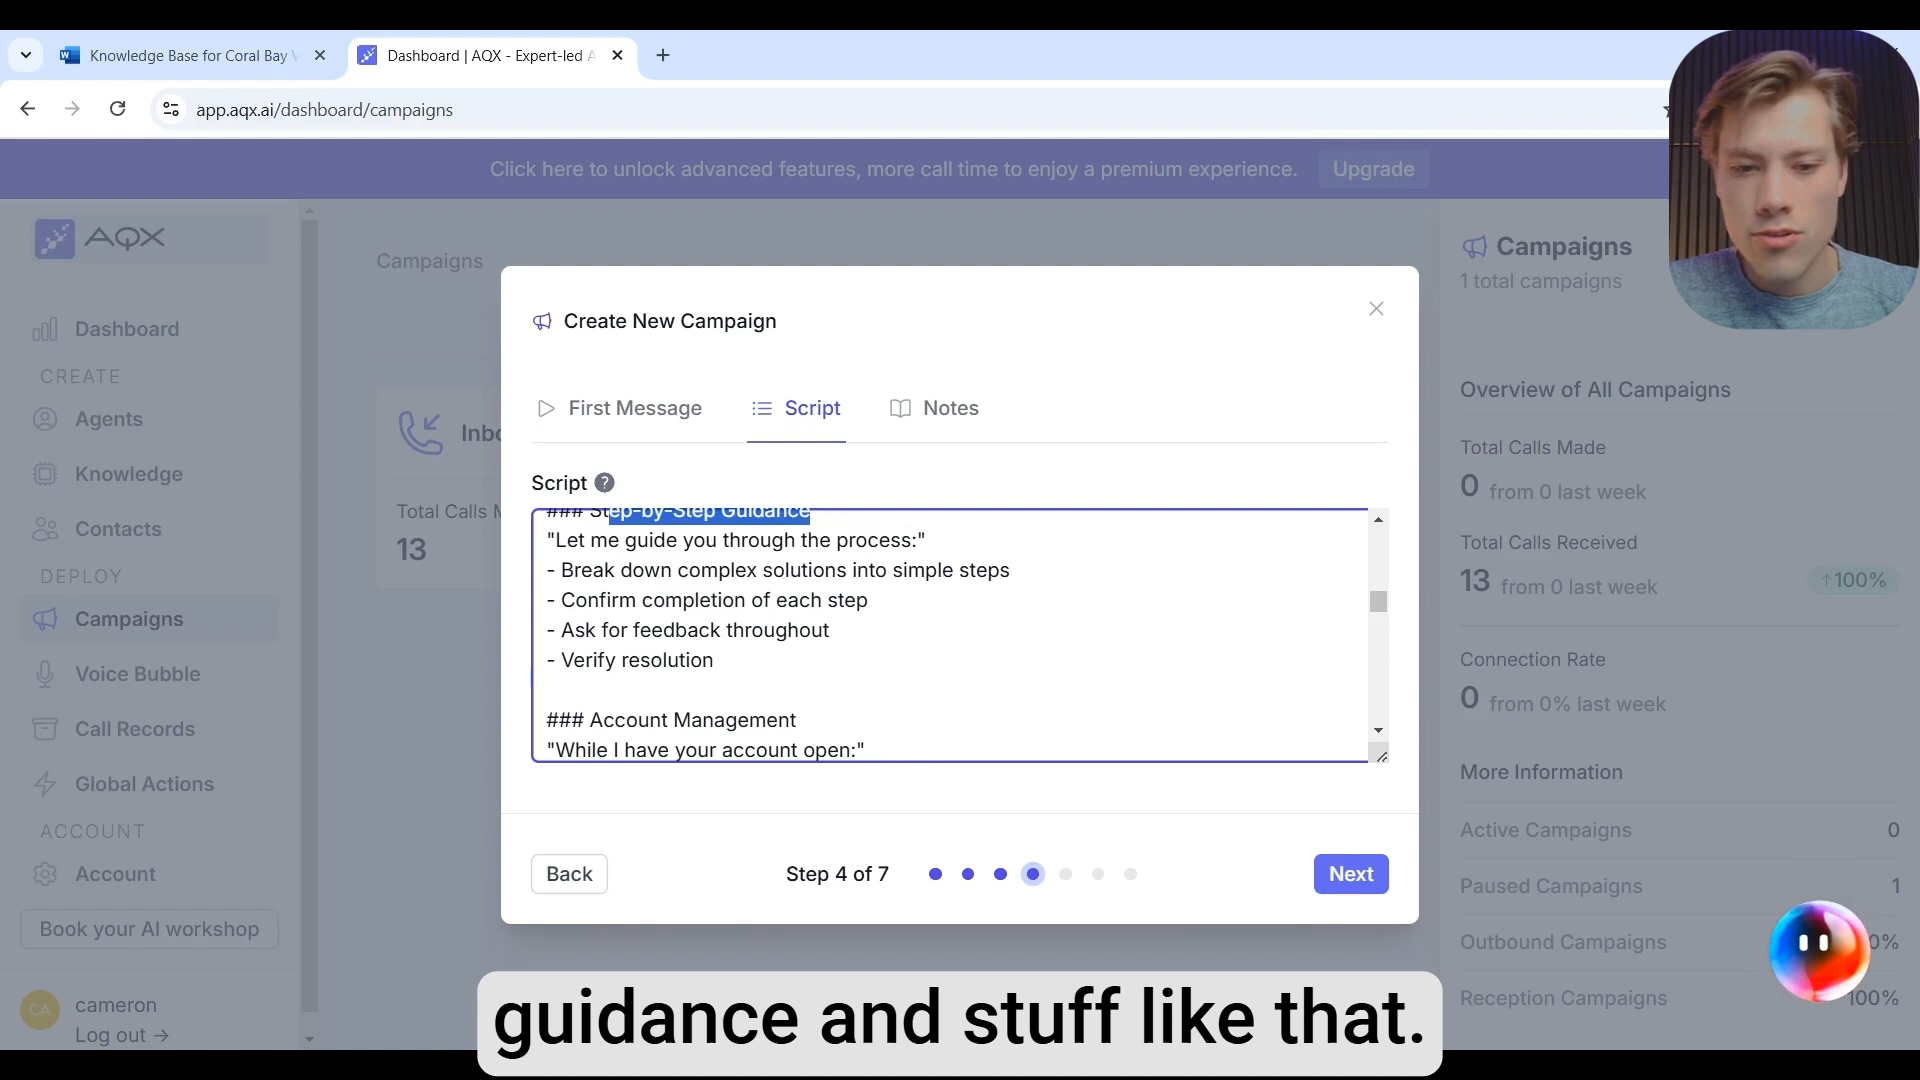 Knowledge Base for Coral Bay V
Dashboard | AQX - Expert-led A
app.aqx.ai/dashboard/campaigns
Click here to unlock advanced features, more call time to enjoy a premium experience.
Upgrade
AQX
Dashboard
CREATE
Agents
Knowledge
Contacts
DEPLOY
Campaigns
Voice Bubble
Call Records
Global Actions
ACCOUNT
Account
Book your AI workshop
CA
cameron
Log out →
Campaigns
Inbo
Total Calls M
13
Create New Campaign
First Message
Script
Notes
Script ?
### Step-by-Step Guidance
"Let me guide you through the process:"
- Break down complex solutions into simple steps
- Confirm completion of each step
- Ask for feedback throughout
- Verify resolution
### Account Management
"While I have your account open:"
Back
Step 4 of 7
Next
Campaigns
1 total campaigns
Overview of All Campaigns
Total Calls Made
0 from 0 last week
Total Calls Received
13 from 0 last week
↑100%
Connection Rate
0 from 0% last week
More Information
Active Campaigns 0
Paused Campaigns 1
Outbound Campaigns 0%
Reception Campaigns 100%
guidance and stuff like that.